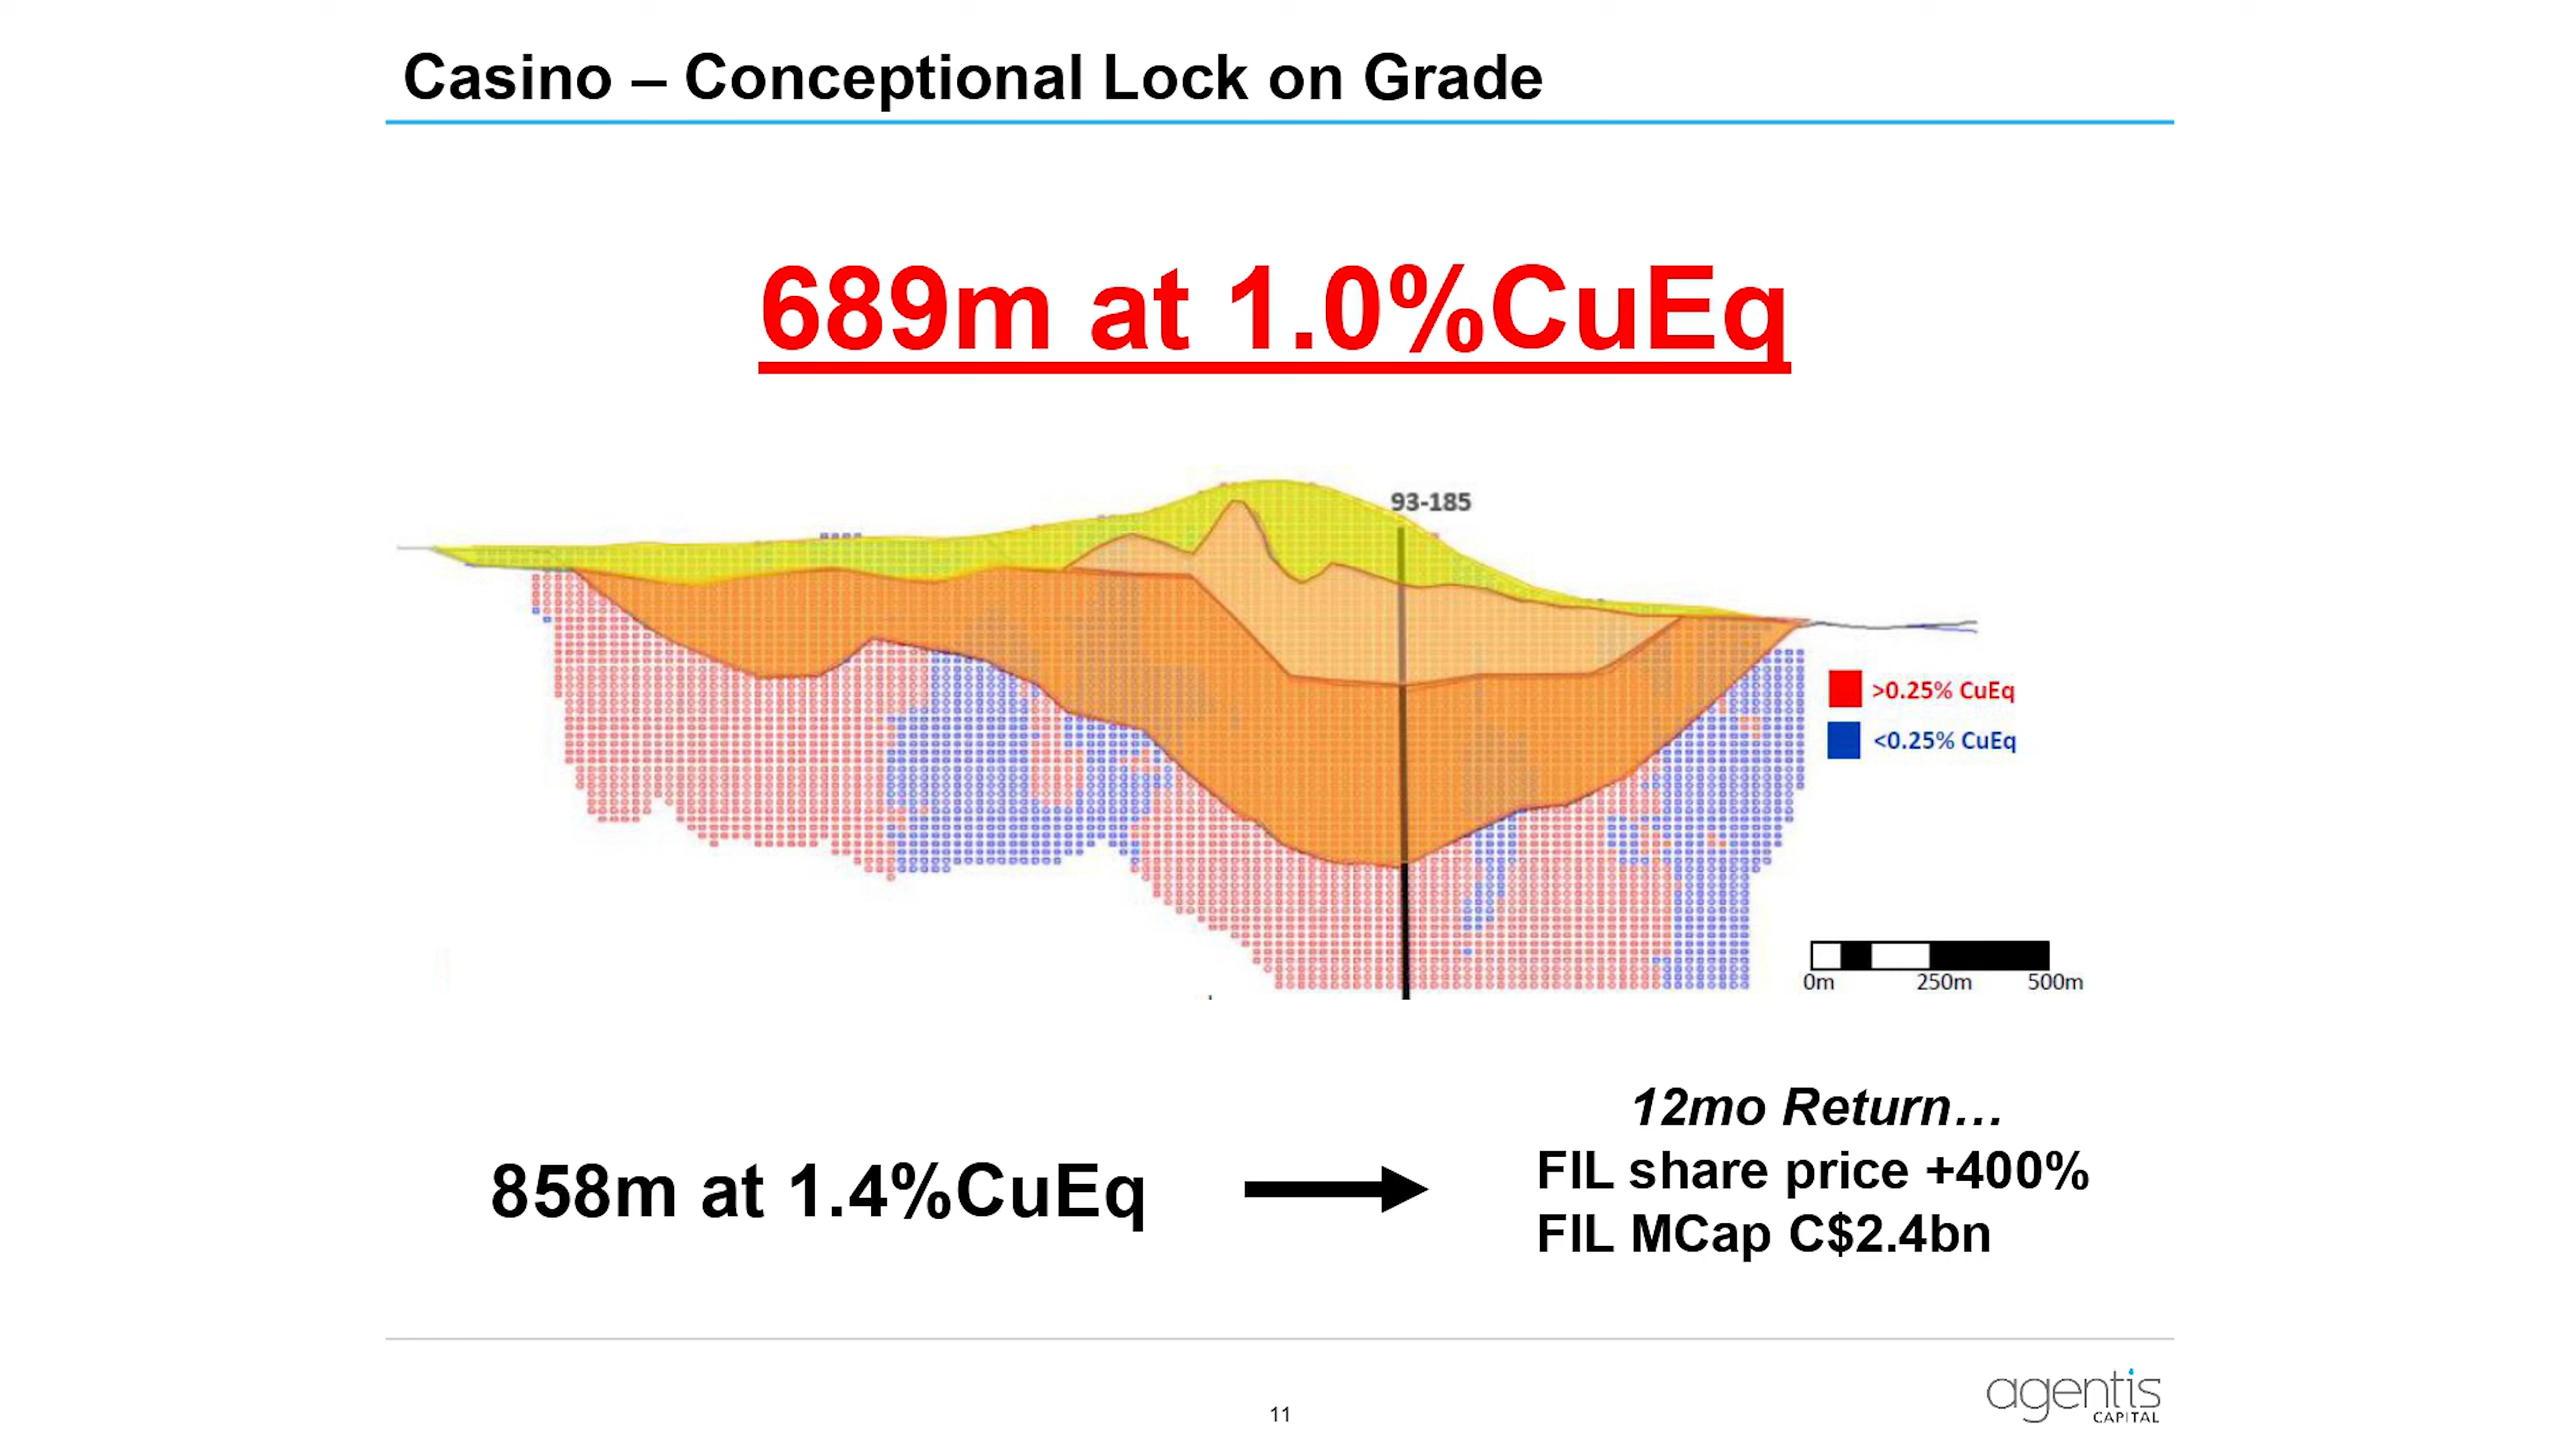 Casino – Conceptional Lock on Grade
689m at 1.0%CuEq
93-185
>0.25% CuEq
<0.25% CuEq
0m 250m 500m
12mo Return…
858m at 1.4%CuEq
FIL share price +400%
FIL MCap C$2.4bn
agentis
CAPITAL
11